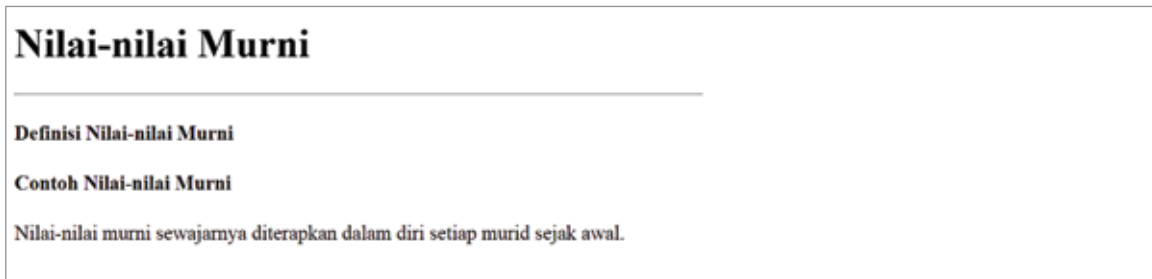 Nilai-nilai Murni
Definisi Nilai-nilai Murni
Contoh Nilai-nilai Murni
Nilai-nilai murni sewajarnya diterapkan dalam diri setiap murid sejak awal.